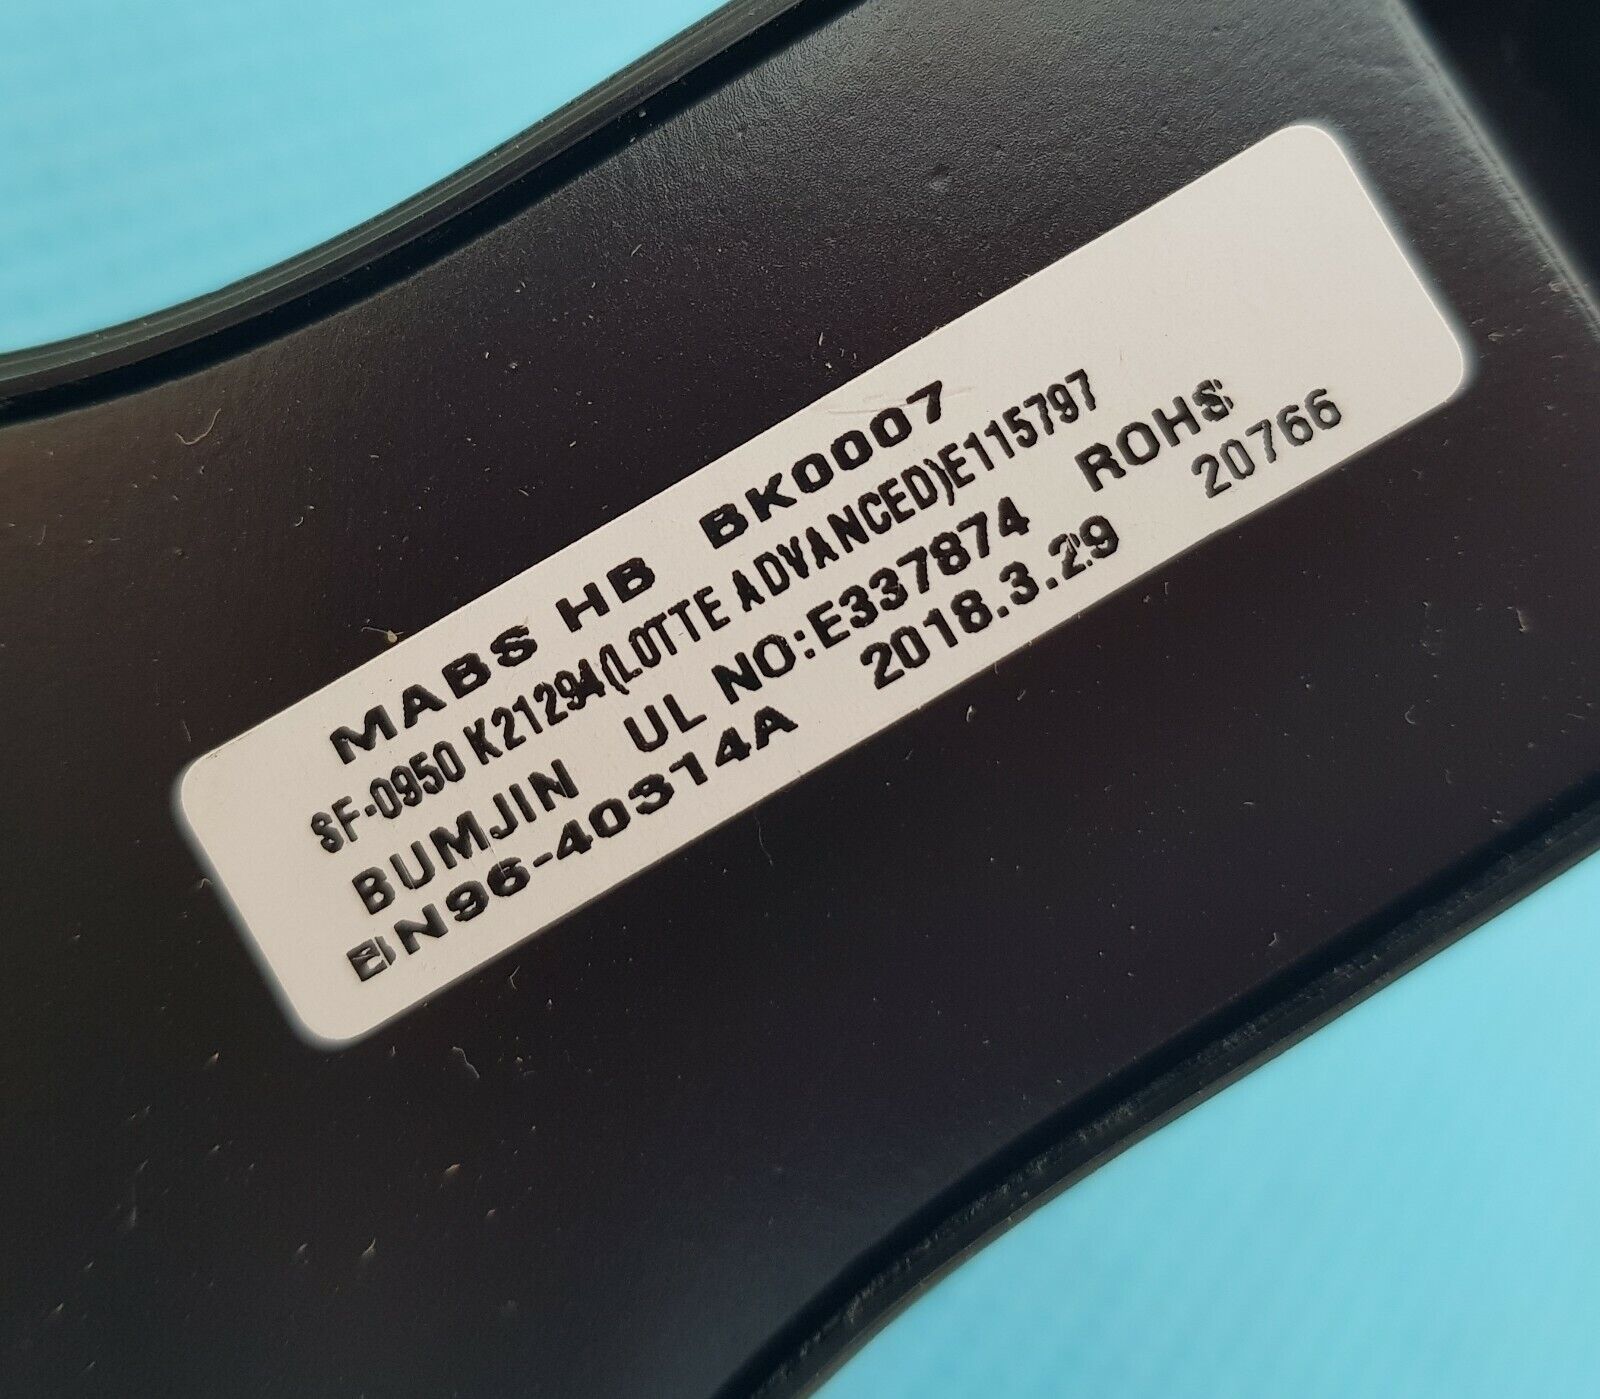 MABS HB BK0007
SF-0950 K21294(LOTTE ADVANCED)E115797
BUMJIN UL NO:E337874 ROHS
BN96-40314A 2018.3.29 20766